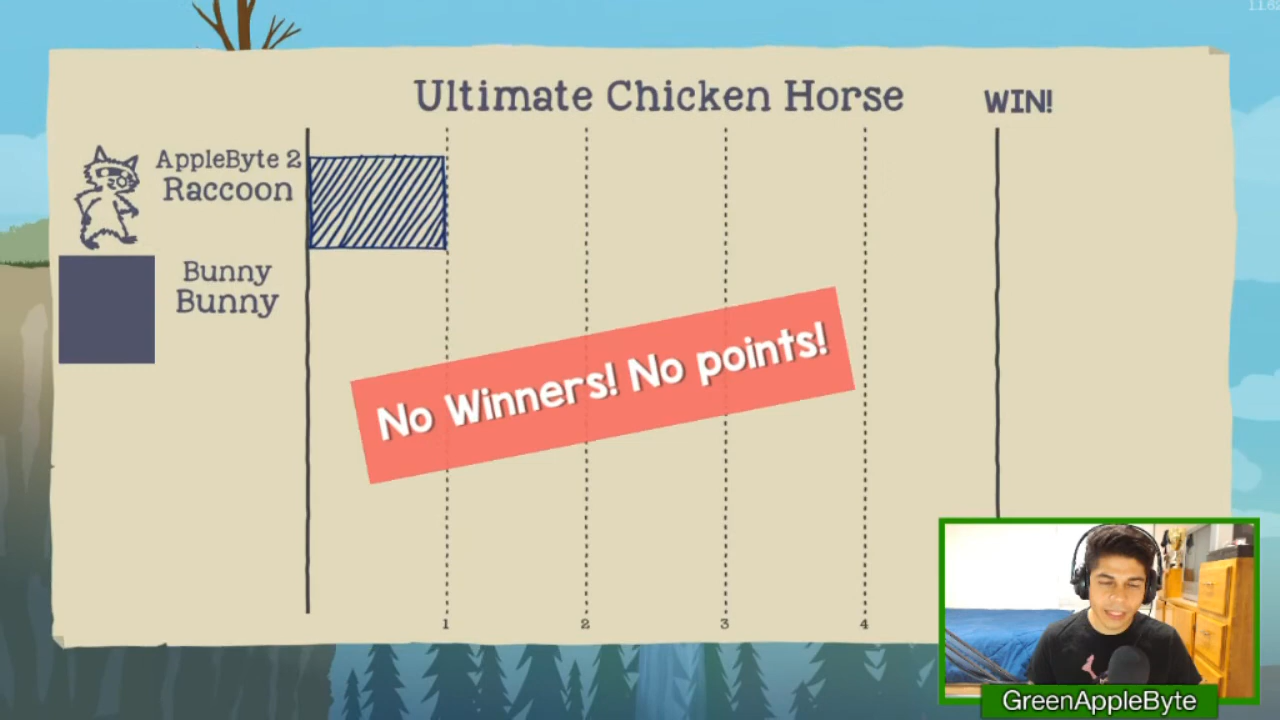 Ultimate Chicken Horse
WIN!
AppleByte 2
Raccoon
Bunny
Bunny
No Winners! No points!
1
2
3
4
GreenAppleByte